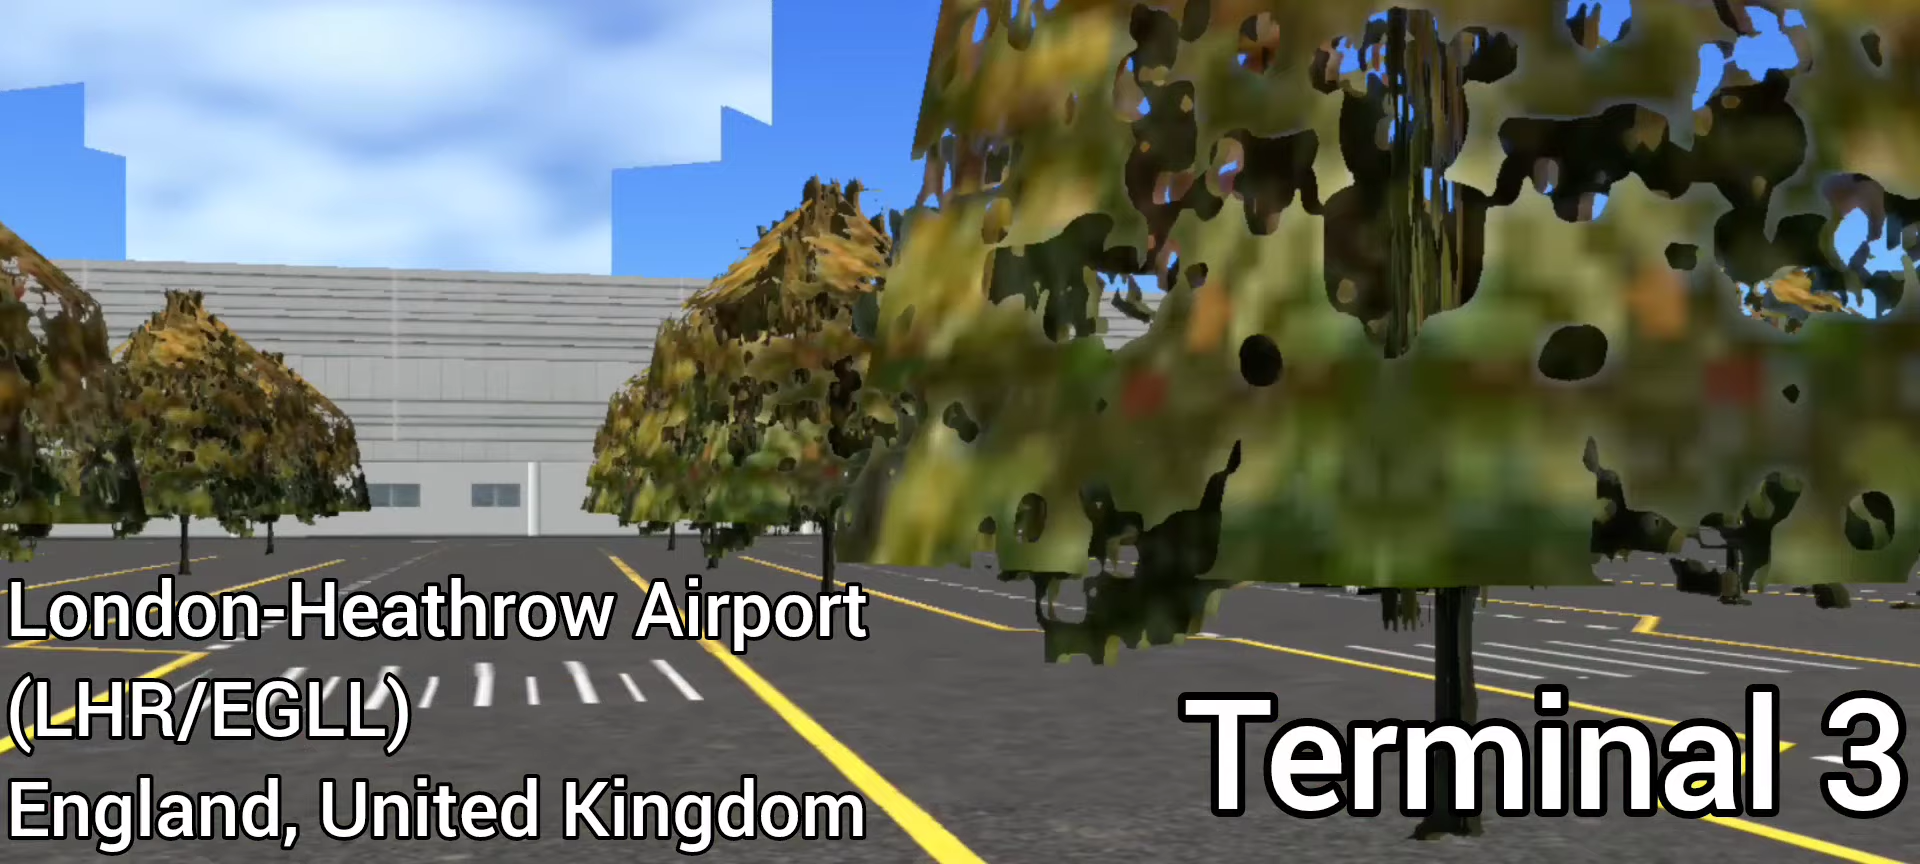 London-Heathrow Airport
(LHR/EGLL)
England, United Kingdom
Terminal 3